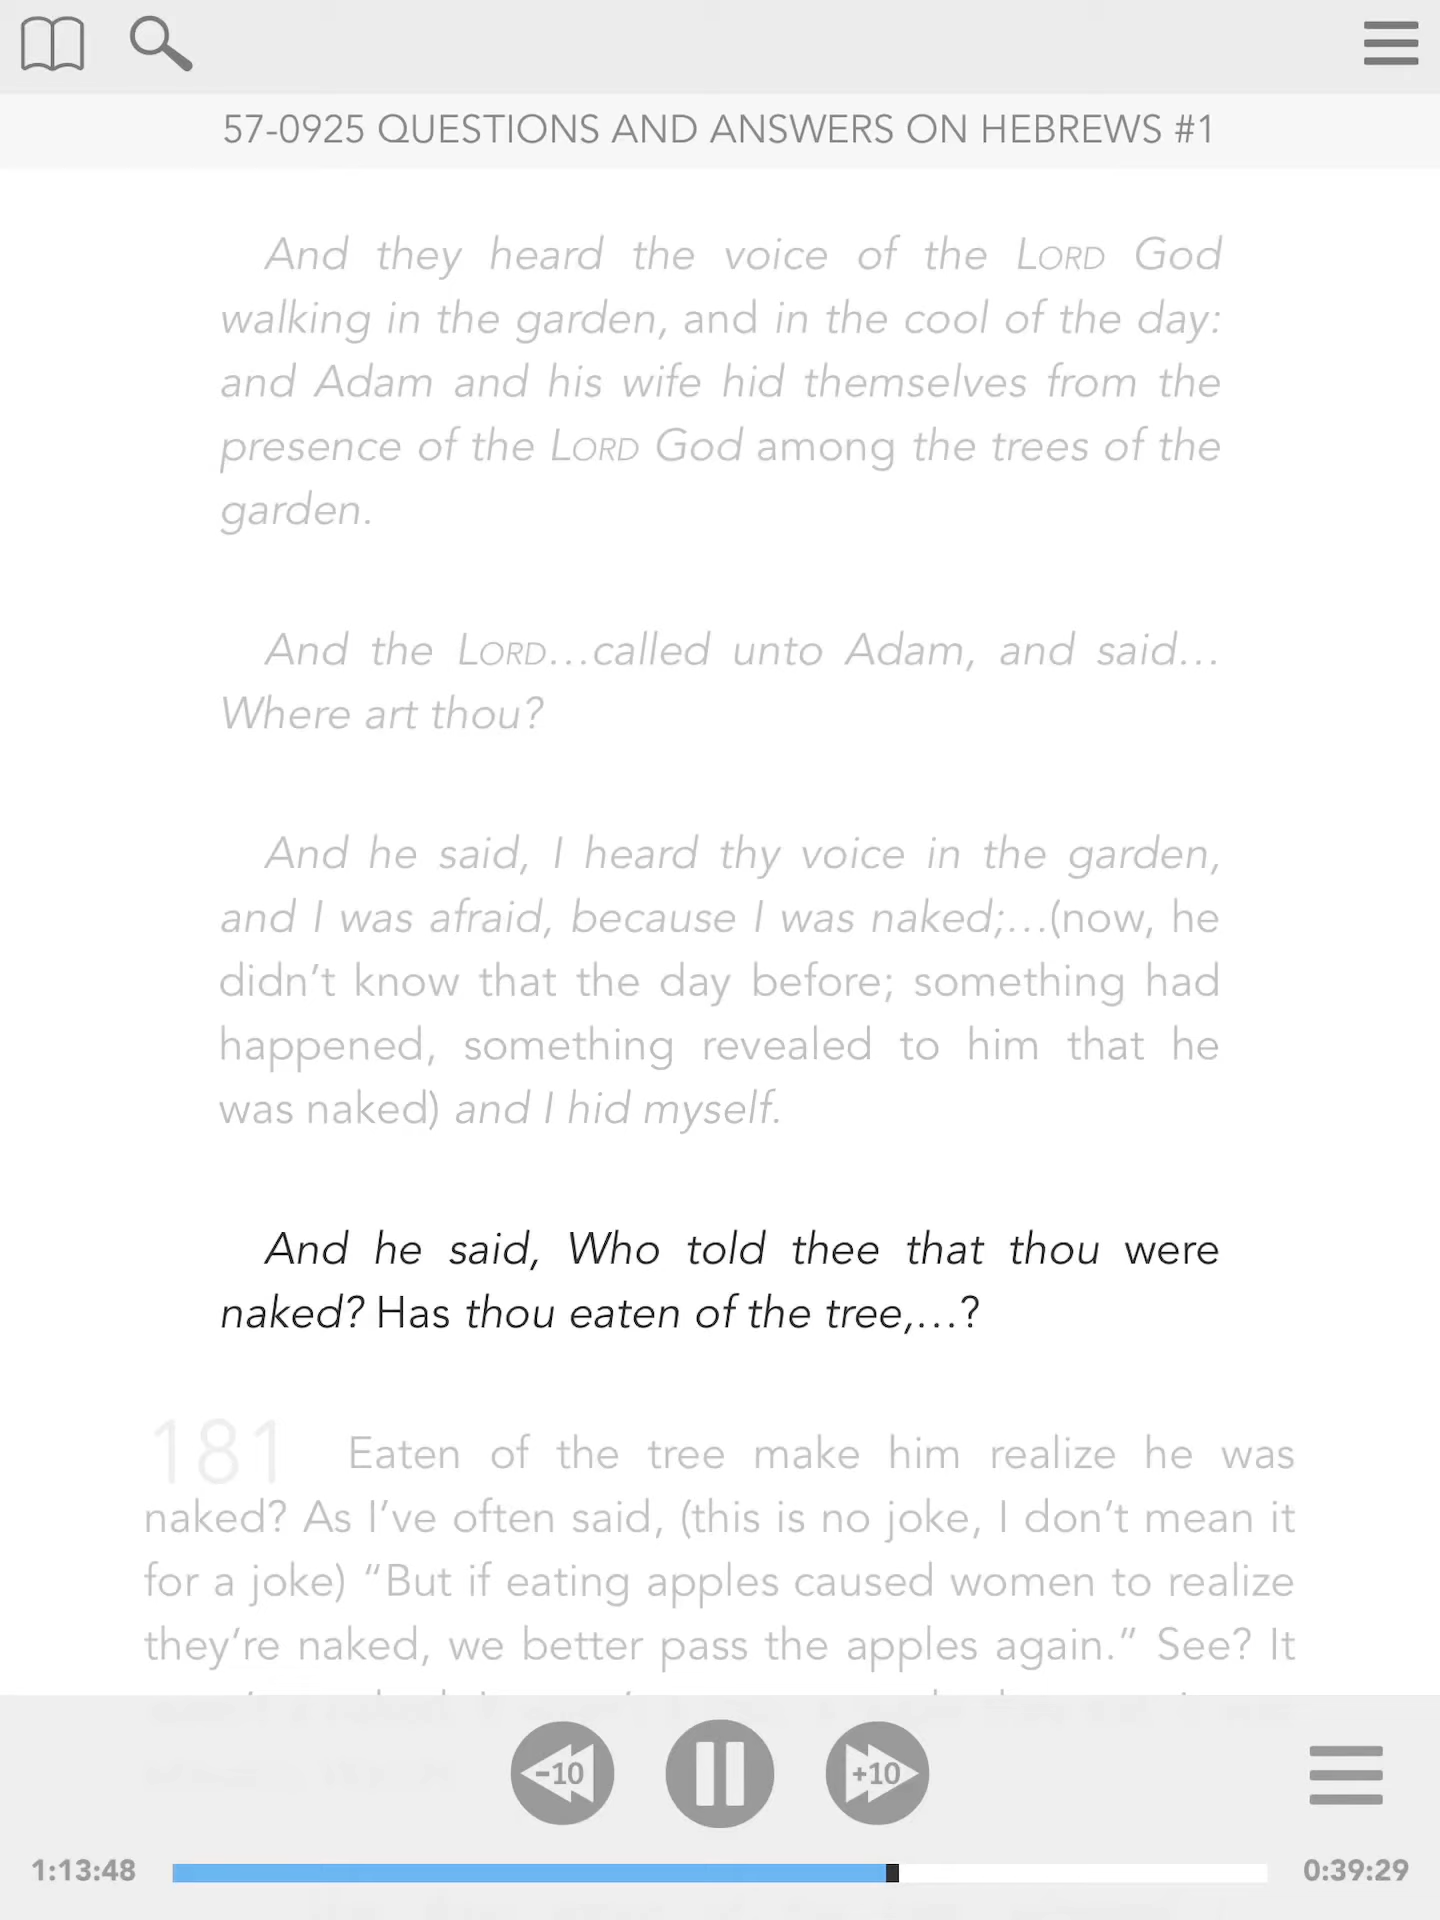 57-0925 QUESTIONS AND ANSWERS ON HEBREWS #1
And they heard the voice of the LORD God
walking in the garden, and in the cool of the day:
and Adam and his wife hid themselves from the
presence of the LORD God among the trees of the
garden.
And the LORD…called unto Adam, and said…
Where art thou?
And he said, I heard thy voice in the garden,
and I was afraid, because I was naked;…(now, he
didn’t know that the day before; something had
happened, something revealed to him that he
was naked) and I hid myself.
And he said, Who told thee that thou were
naked? Has thou eaten of the tree,…?
181 Eaten of the tree make him realize he was
naked? As I’ve often said, (this is no joke, I don’t mean it
for a joke) “But if eating apples caused women to realize
they’re naked, we better pass the apples again.” See? It
-10 +10
1:13:48 0:39:29